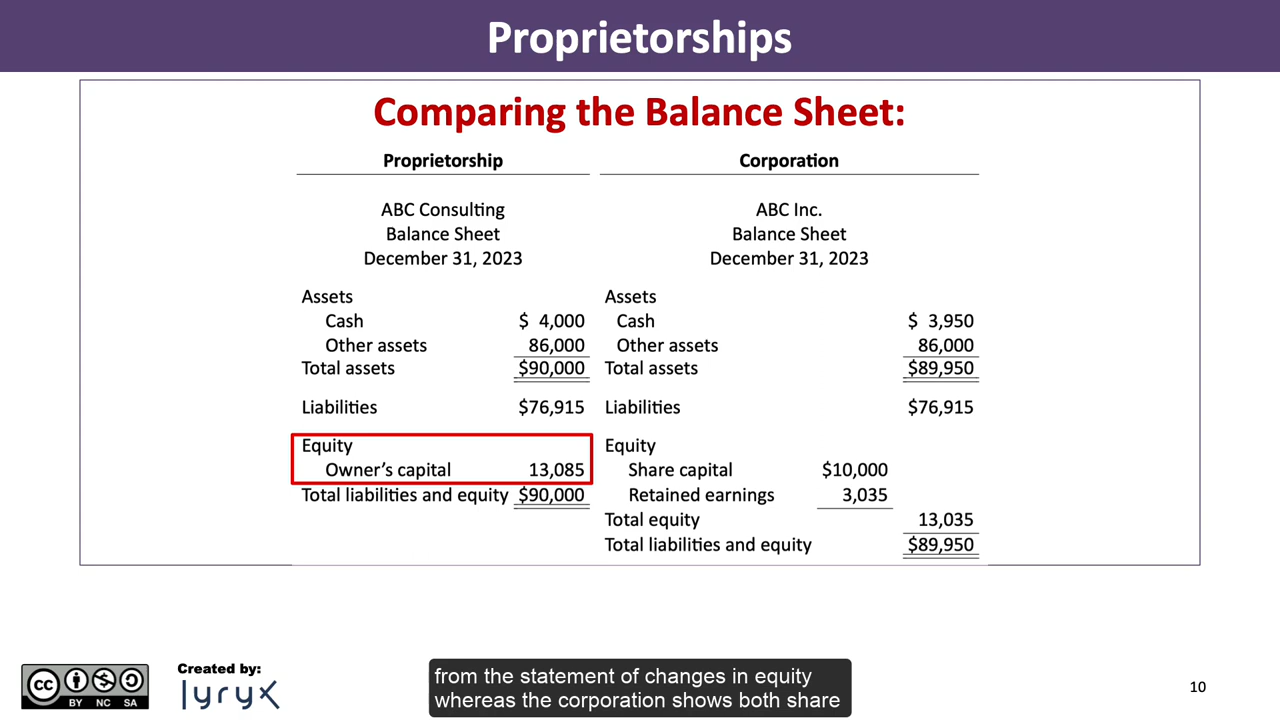 Proprietorships
Comparing the Balance Sheet:
Proprietorship Corporation
ABC Consulting ABC Inc.
Balance Sheet Balance Sheet
December 31, 2023 December 31, 2023
Assets Assets
Cash $ 4,000 Cash $ 3,950
Other assets 86,000 Other assets 86,000
Total assets $90,000 Total assets $89,950
Liabilities $76,915 Liabilities $76,915
Equity Equity
Owner's capital 13,085 Share capital $10,000
Total liabilities and equity $90,000 Retained earnings 3,035
Total equity 13,035
Total liabilities and equity $89,950
cc BY NC SA
Created by:
lyryx
from the statement of changes in equity
whereas the corporation shows both share
10